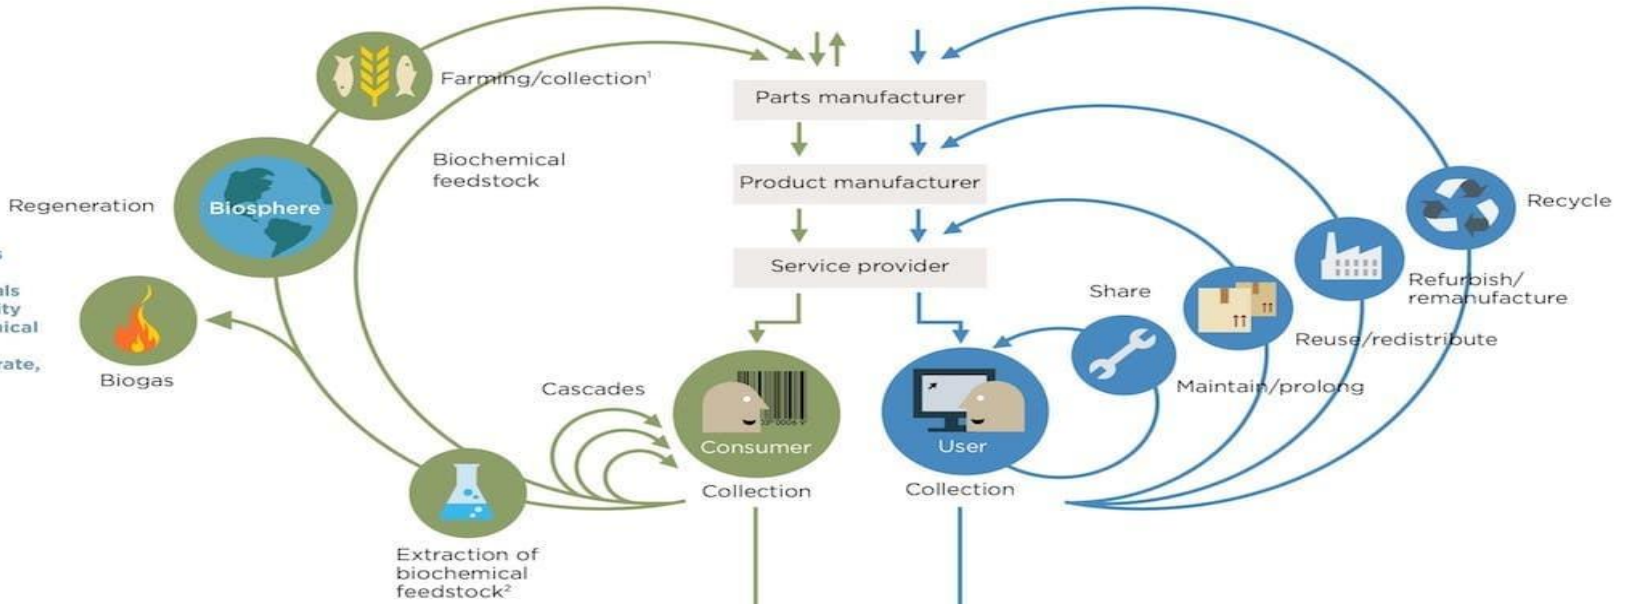 Farming/collection¹
Parts manufacturer
Biochemical
feedstock
Product manufacturer
Regeneration
Biosphere
Recycle
Service provider
Share
Refurbish/
remanufacture
Reuse/redistribute
Biogas
Cascades
Maintain/prolong
Consumer
User
Collection
Collection
Extraction of
biochemical
feedstock²